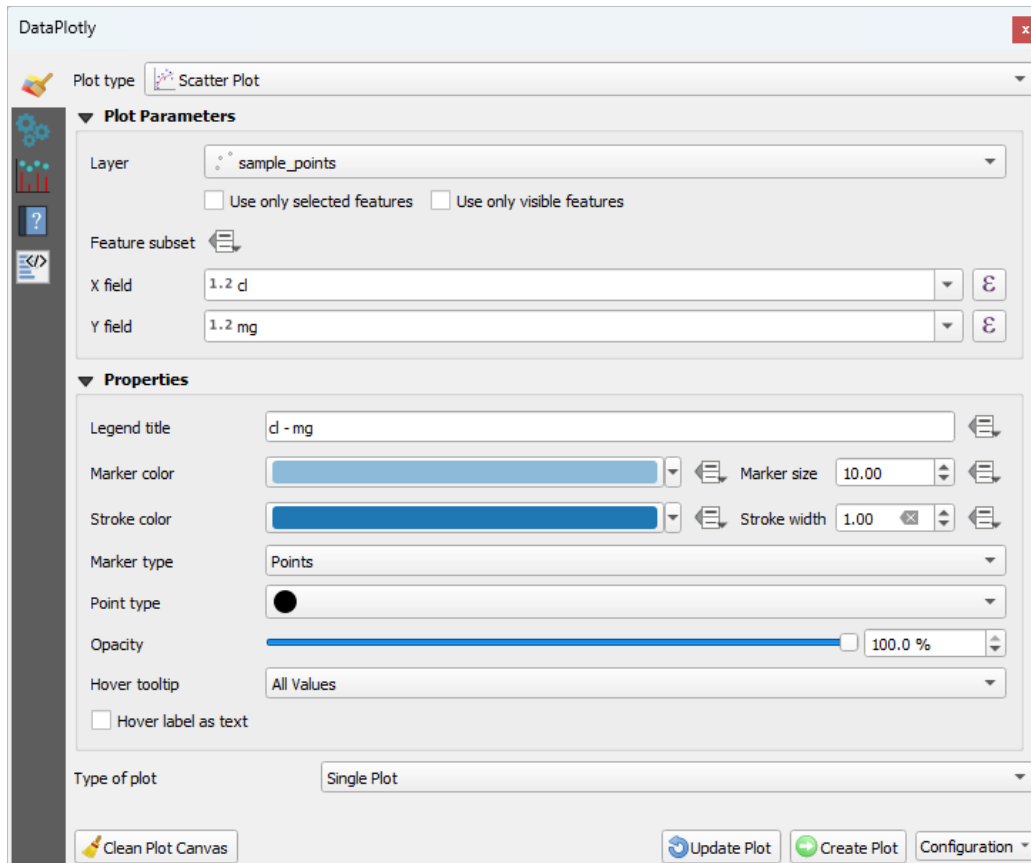 DataPlotly
x
Plot type Scatter Plot
Plot Parameters
Layer sample_points
Use only selected features Use only visible features
Feature subset
X field 1.2 cl ε
Y field 1.2 mg ε
Properties
Legend title cl - mg
Marker color Marker size 10.00
Stroke color Stroke width 1.00
Marker type Points
Point type
Opacity 100.0 %
Hover tooltip All Values
Hover label as text
Type of plot Single Plot
Clean Plot Canvas Update Plot Create Plot Configuration